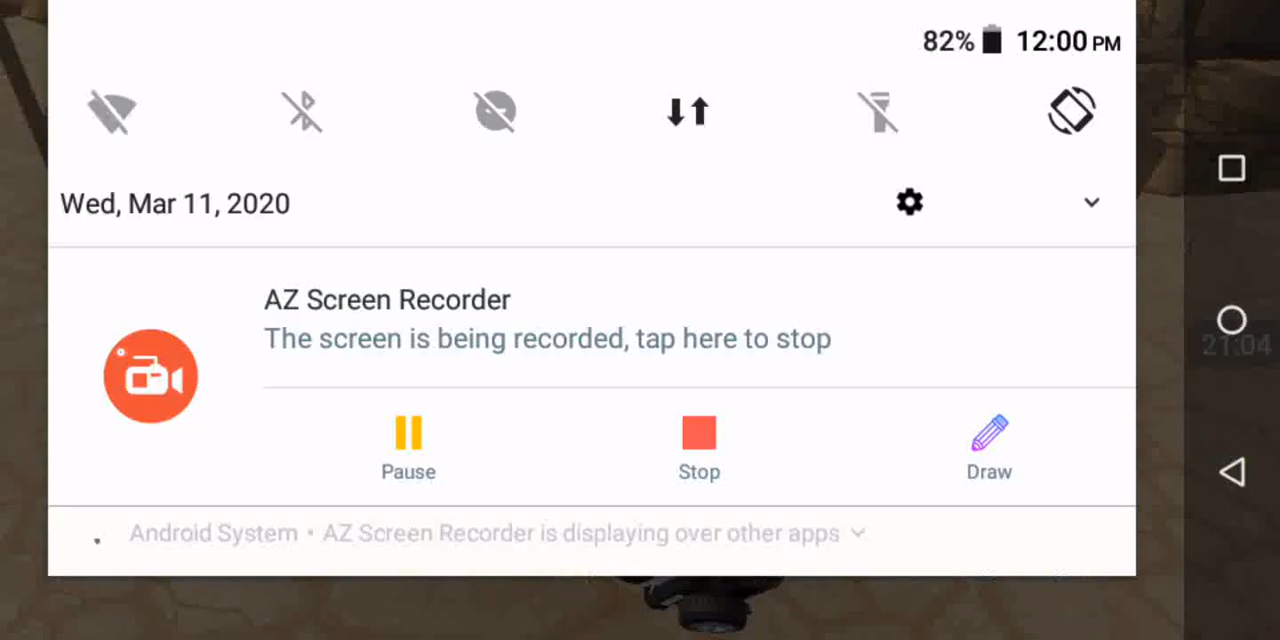 82% 12:00 PM
Wed, Mar 11, 2020
AZ Screen Recorder
The screen is being recorded, tap here to stop
21:04
Pause Stop Draw
Android System • AZ Screen Recorder is displaying over other apps